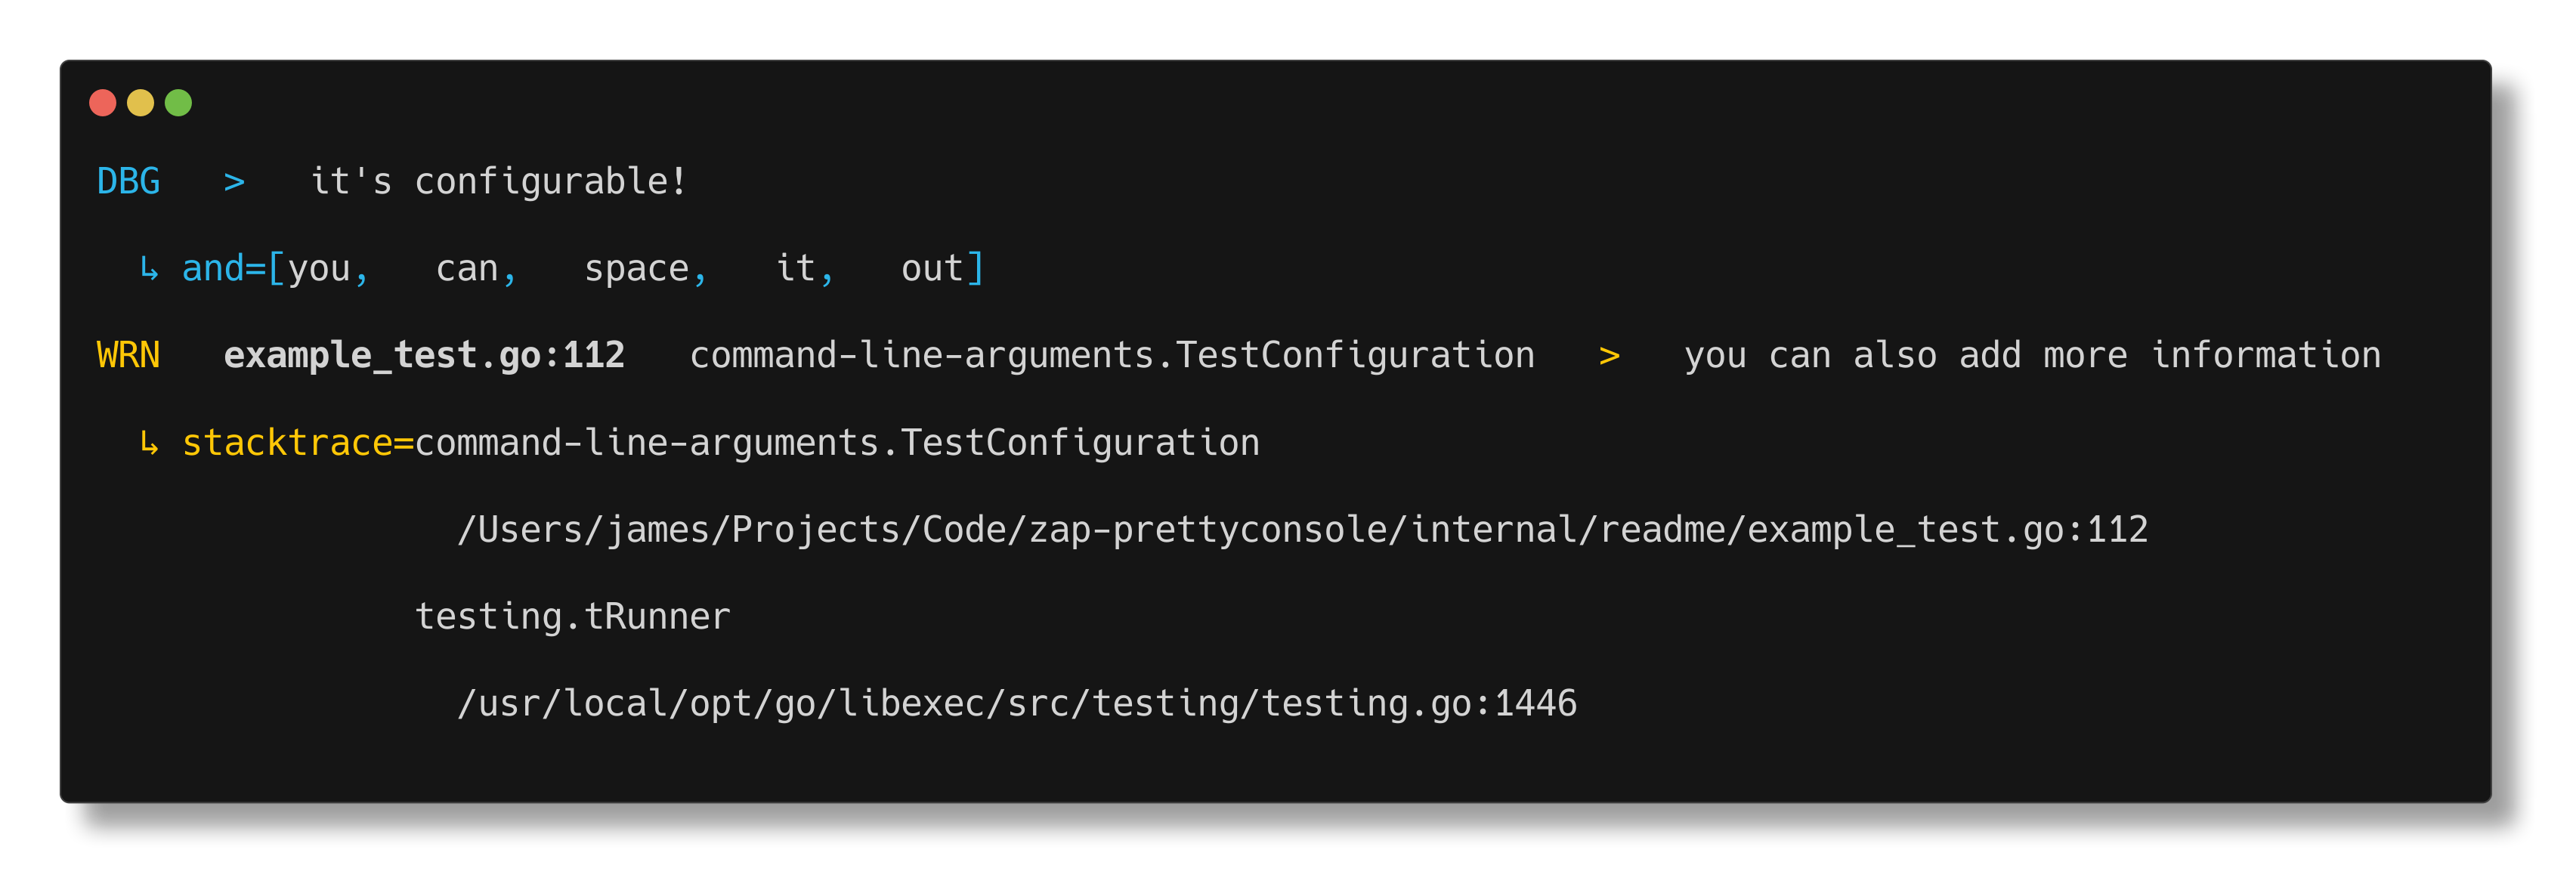 DBG   >   it's configurable!
  ↳ and=[you,   can,   space,   it,   out]
WRN   example_test.go:112   command-line-arguments.TestConfiguration   >   you can also add more information
  ↳ stacktrace=command-line-arguments.TestConfiguration
                 /Users/james/Projects/Code/zap-prettyconsole/internal/readme/example_test.go:112
               testing.tRunner
                 /usr/local/opt/go/libexec/src/testing/testing.go:1446